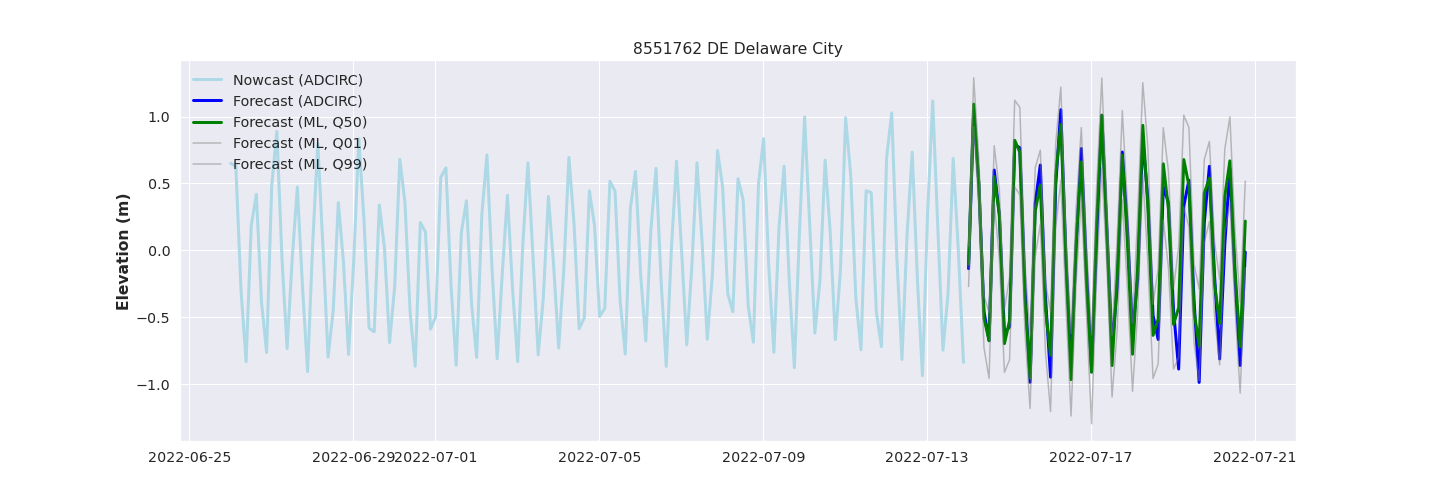 8551762 DE Delaware City
Nowcast (ADCIRC)
Forecast (ADCIRC)
Forecast (ML, Q50)
Forecast (ML, Q01)
Forecast (ML, Q99)
Elevation (m)
1.0
0.5
0.0
−0.5
−1.0
2022-06-25 2022-06-29 2022-07-01 2022-07-05 2022-07-09 2022-07-13 2022-07-17 2022-07-21